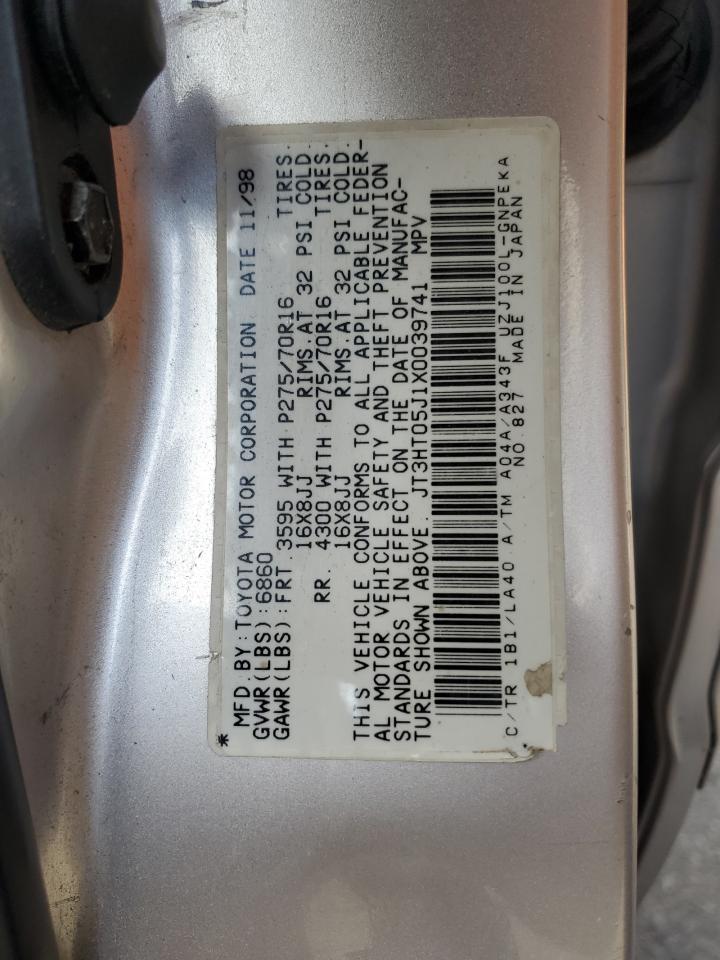 * MFD.BY:TOYOTA MOTOR CORPORATION DATE 11/98
GVWR(LBS):6860
GAWR(LBS):FRT.3595 WITH P275/70R16 TIRES.
16X8JJ RIMS.AT 32 PSI COLD.
RR. 4300 WITH P275/70R16 TIRES.
16X8JJ RIMS.AT 32 PSI COLD.
THIS VEHICLE CONFORMS TO ALL APPLICABLE FEDER-
AL MOTOR VEHICLE SAFETY AND THEFT PREVENTION
STANDARDS IN EFFECT ON THE DATE OF MANUFAC-
TURE SHOWN ABOVE. JT3HT05J1X0039741 MPV
C/TR 1B1/LA40 A/TM A04A/A343F UZJ100L-GNPEKA
NO.827 MADE IN JAPAN